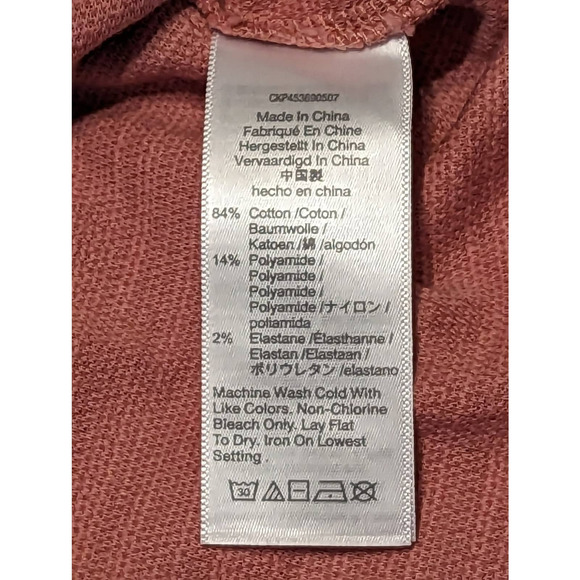 CKP453690507
Made In China
Fabriqué En Chine
Hergestellt In China
Vervaardigd In China
中国製
hecho en china
84% Cotton /Coton /
Baumwolle /
Katoen /綿 /algodón
14% Polyamide /
Polyamide /
Polyamide /
Polyamide /ナイロン /
poliamida
2% Elastane /Elasthanne /
Elastan /Elastaan /
ポリウレタン /elastano
Machine Wash Cold With
Like Colors. Non-Chlorine
Bleach Only. Lay Flat
To Dry. Iron On Lowest
Setting .
30